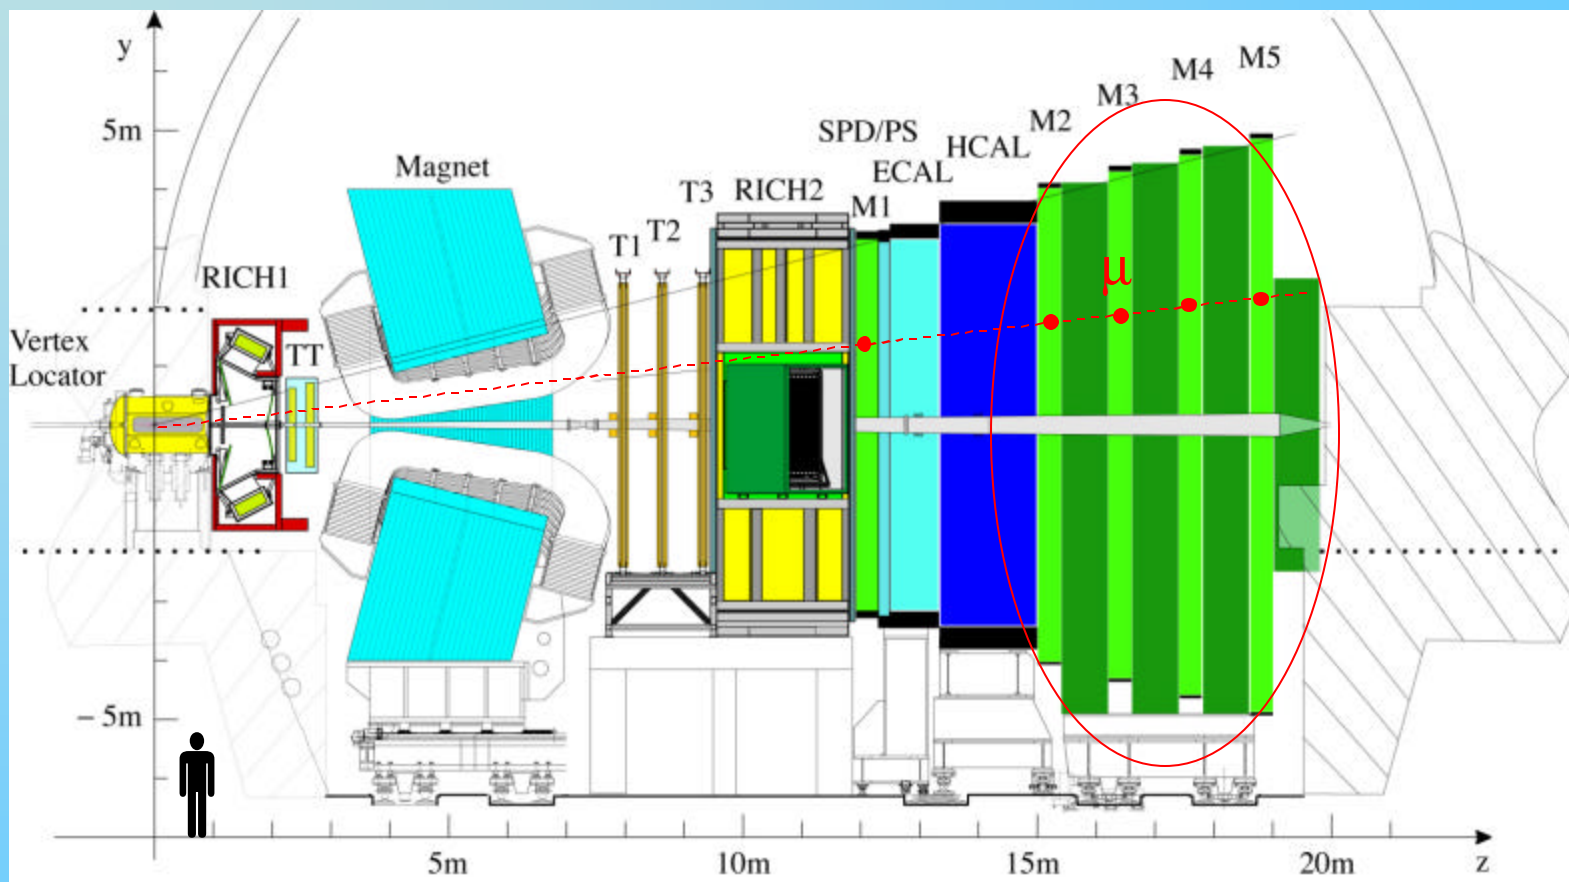 y
5m
Magnet
RICH1
Vertex
Locator
TT
T1
T2
T3
RICH2
SPD/PS
M1
ECAL
HCAL
M2
M3
M4
M5
μ
− 5m
5m
10m
15m
20m
z